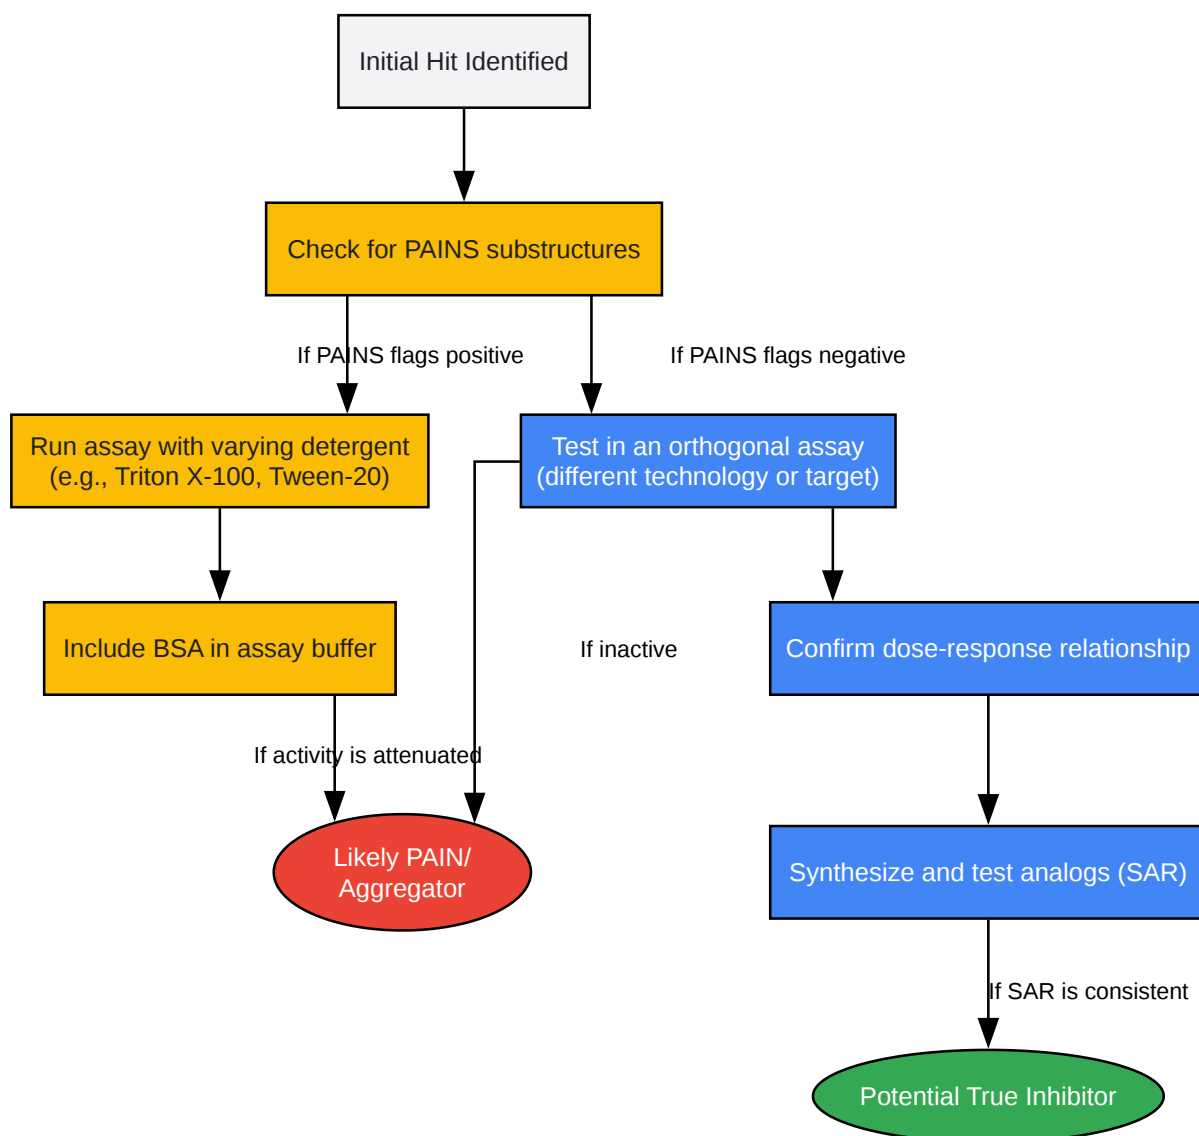 Initial Hit Identified
Check for PAINS substructures
If PAINS flags positive
If PAINS flags negative
Run assay with varying detergent
(e.g., Triton X-100, Tween-20)
Test in an orthogonal assay
(different technology or target)
Include BSA in assay buffer
If inactive
Confirm dose-response relationship
If activity is attenuated
Likely PAIN/
Aggregator
Synthesize and test analogs (SAR)
If SAR is consistent
Potential True Inhibitor